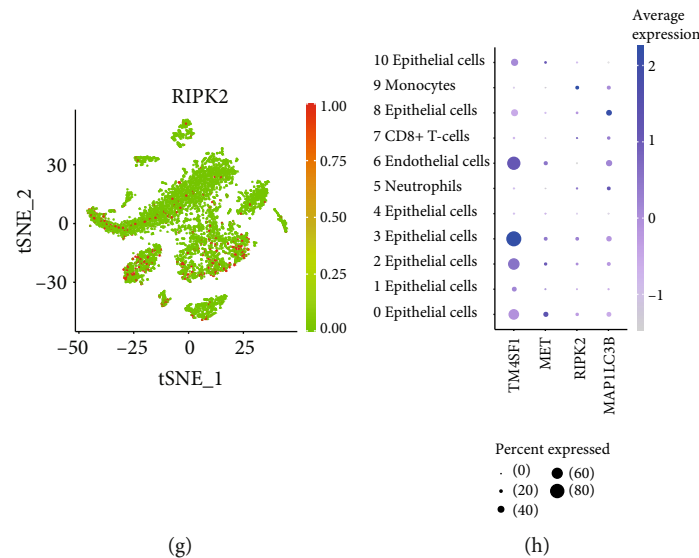 RIPK2
1.00
0.75
0.50
0.25
0.00
30
0
−30
tSNE_2
−50
−25
0
25
tSNE_1
(g)
Average
expression
2
1
0
−1
10 Epithelial cells
9 Monocytes
8 Epithelial cells
7 CD8+ T-cells
6 Endothelial cells
5 Neutrophils
4 Epithelial cells
3 Epithelial cells
2 Epithelial cells
1 Epithelial cells
0 Epithelial cells
TM4SF1
MET
RIPK2
MAP1LC3B
Percent expressed
(0)
(20)
(40)
(60)
(80)
(h)